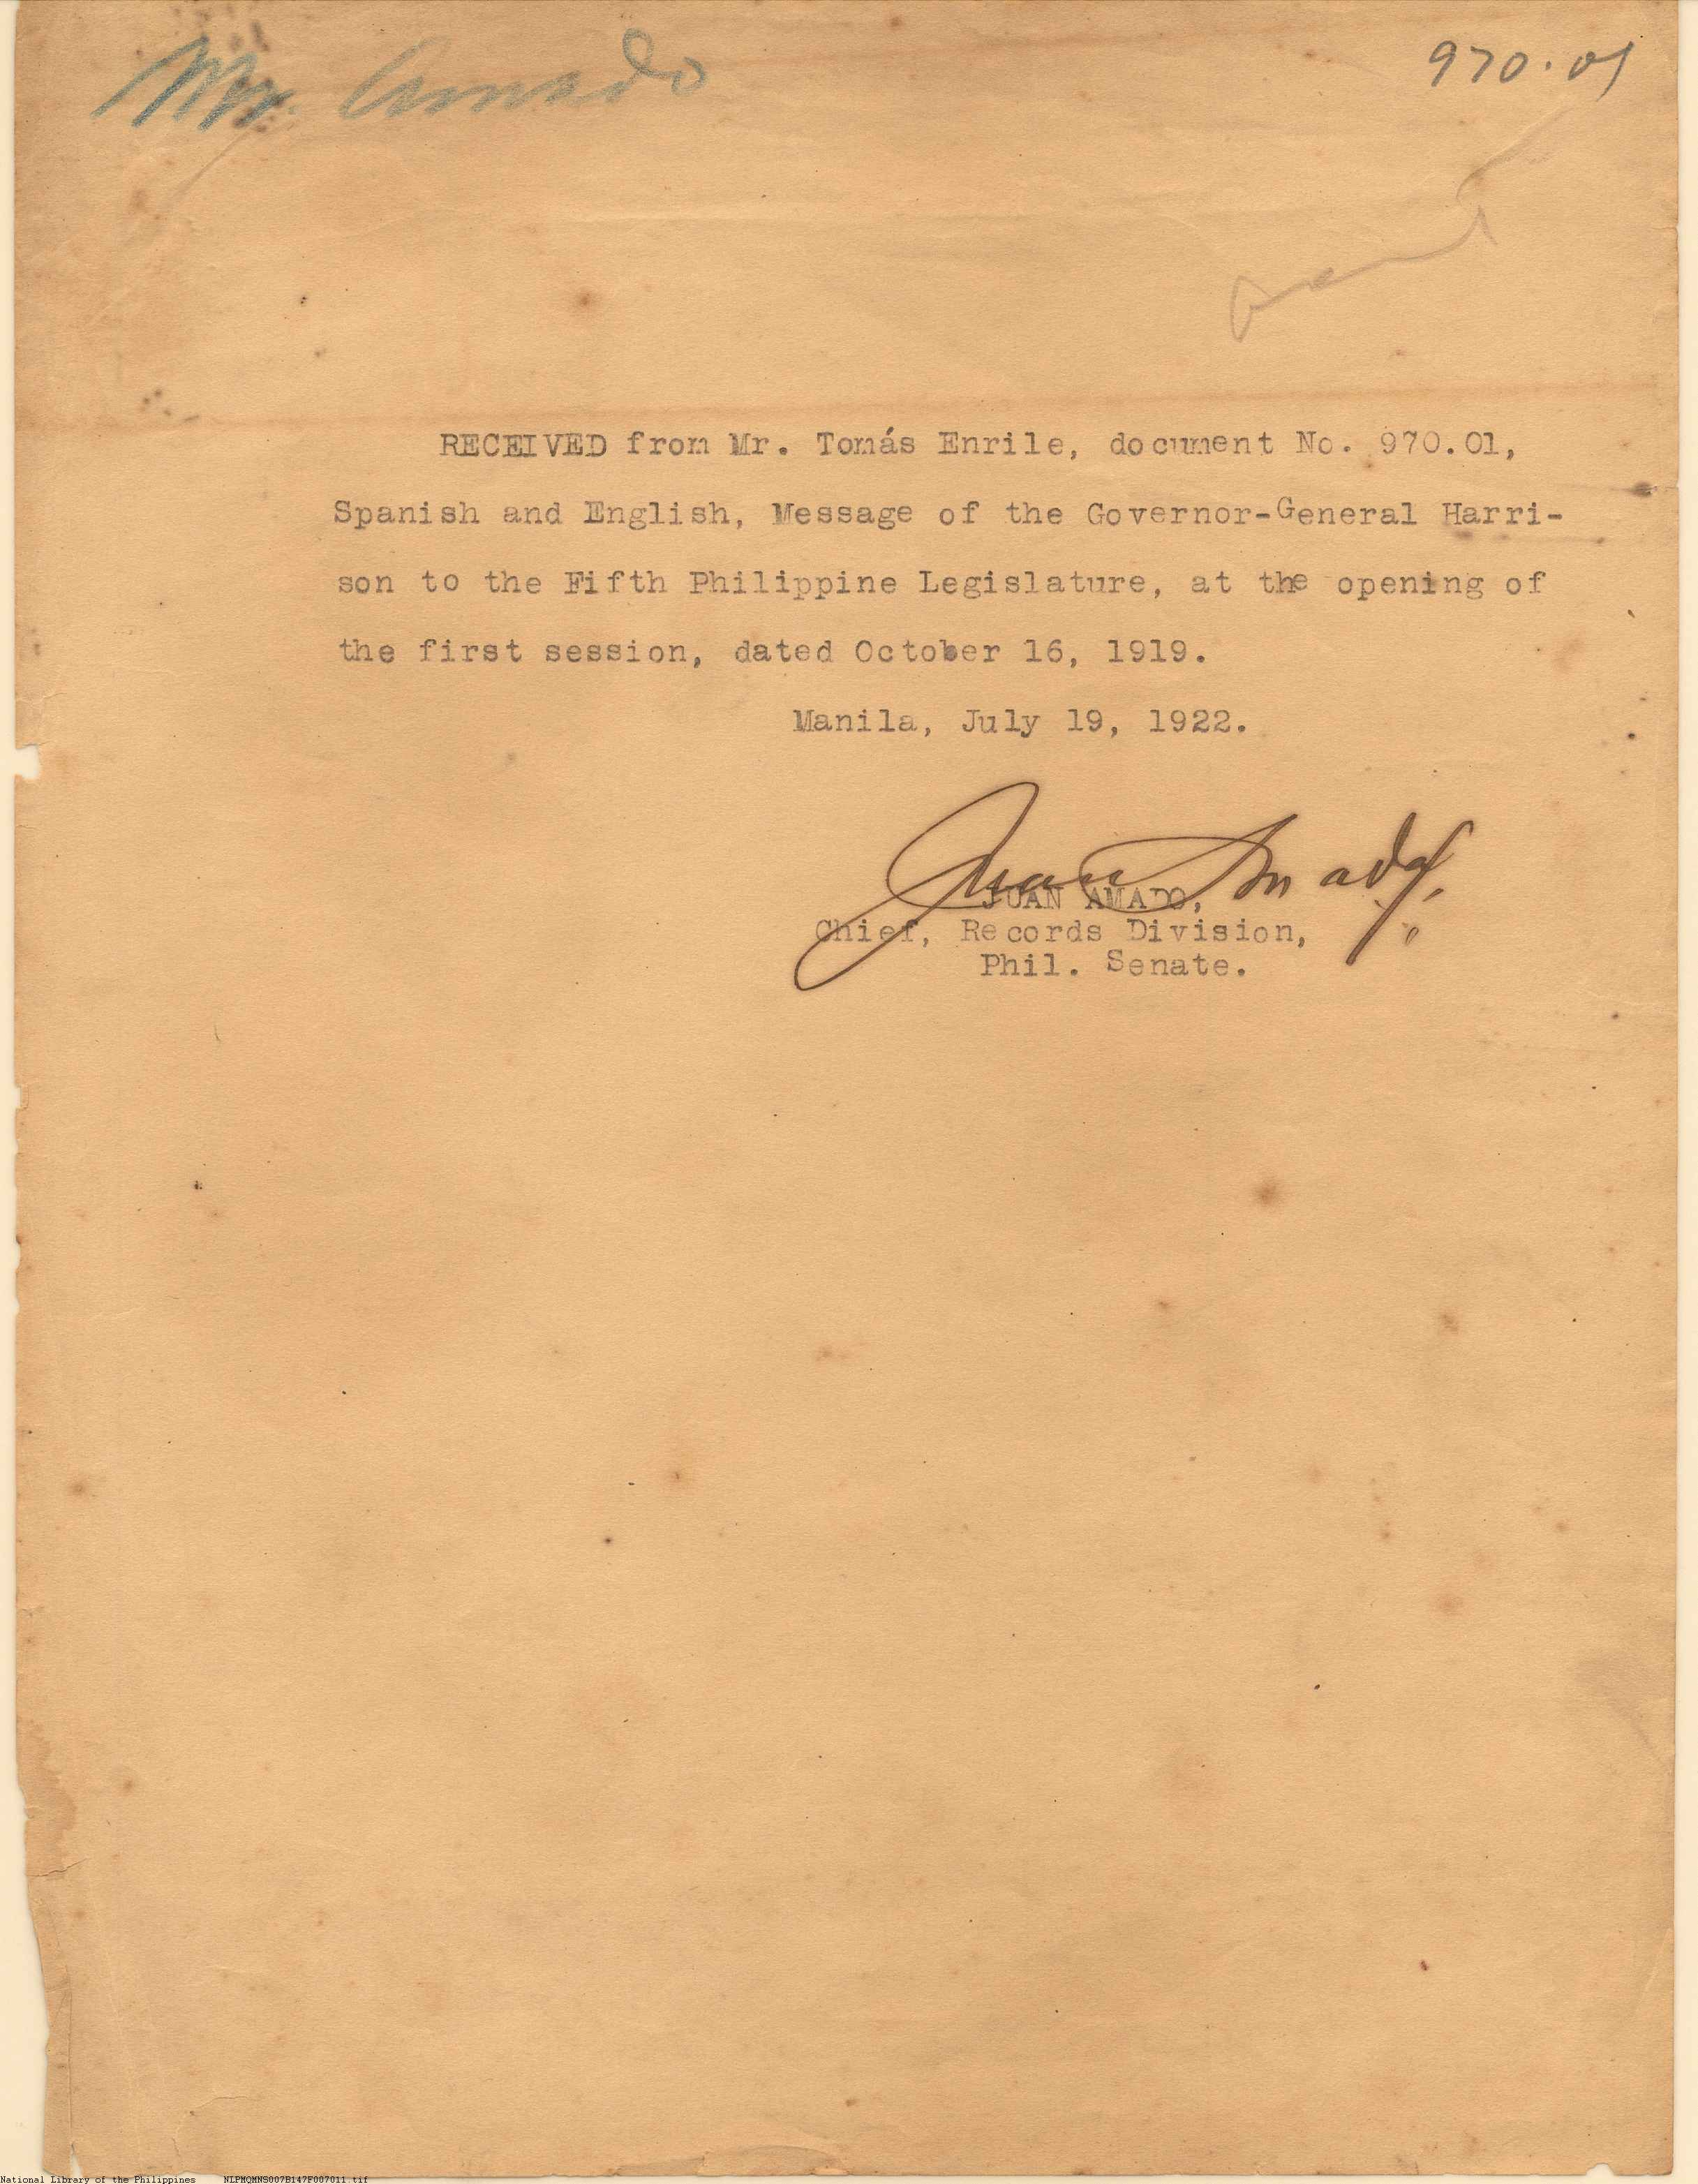 Mr. Amado
970.01
RECEIVED from Mr. Tomás Enrile, document No. 970.01,
Spanish and English, Message of the Governor-General Harri-
son to the Fifth Philippine Legislature, at the opening of
the first session, dated October 16, 1919.
Manila, July 19, 1922.
Juan Amado
JUAN AMADO,
Chief, Records Division,
Phil. Senate.
National Library of the Philippines NLPMQMNS007B147F007011.tif